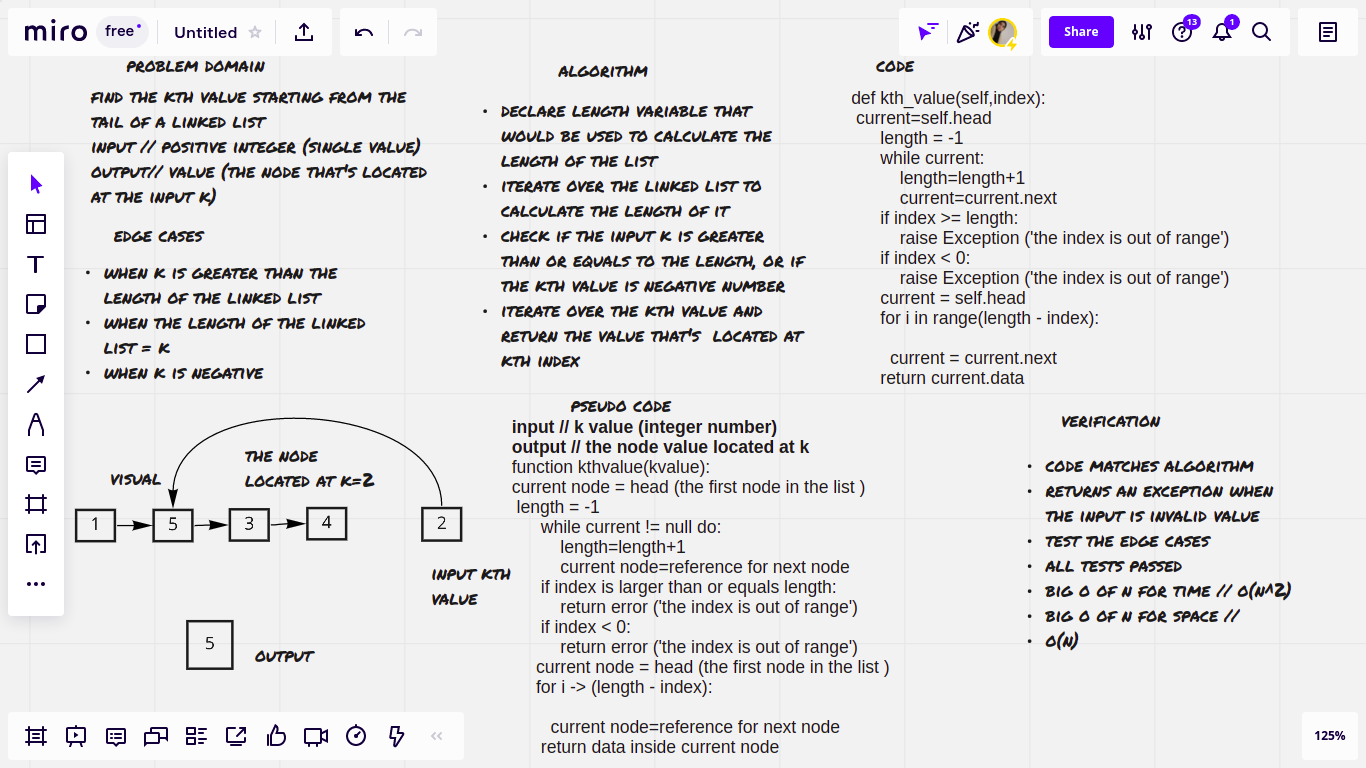 miro
free
Untitled
Share
13
1
PROBLEM DOMAIN
FIND THE KTH VALUE STARTING FROM THE
TAIL OF A LINKED LIST
INPUT // POSITIVE INTEGER (SINGLE VALUE)
OUTPUT// VALUE (THE NODE THAT'S LOCATED
AT THE INPUT K)
EDGE CASES
• WHEN K IS GREATER THAN THE
LENGTH OF THE LINKED LIST
• WHEN THE LENGTH OF THE LINKED
LIST = K
• WHEN K IS NEGATIVE
VISUAL
THE NODE
LOCATED AT K=2
1
5
3
4
2
INPUT KTH
VALUE
5
OUTPUT
ALGORITHM
• DECLARE LENGTH VARIABLE THAT
WOULD BE USED TO CALCULATE THE
LENGTH OF THE LIST
• ITERATE OVER THE LINKED LIST TO
CALCULATE THE LENGTH OF IT
• CHECK IF THE INPUT K IS GREATER
THAN OR EQUALS TO THE LENGTH, OR IF
THE KTH VALUE IS NEGATIVE NUMBER
• ITERATE OVER THE KTH VALUE AND
RETURN THE VALUE THAT'S LOCATED AT
KTH INDEX
PSEUDO CODE
input // k value (integer number)
output // the node value located at k
function kthvalue(kvalue):
current node = head (the first node in the list )
length = -1
while current != null do:
length=length+1
current node=reference for next node
if index is larger than or equals length:
return error ('the index is out of range')
if index < 0:
return error ('the index is out of range')
current node = head (the first node in the list )
for i -> (length - index):
current node=reference for next node
return data inside current node
CODE
def kth_value(self,index):
current=self.head
length = -1
while current:
length=length+1
current=current.next
if index >= length:
raise Exception ('the index is out of range')
if index < 0:
raise Exception ('the index is out of range')
current = self.head
for i in range(length - index):
current = current.next
return current.data
VERIFICATION
• CODE MATCHES ALGORITHM
• RETURNS AN EXCEPTION WHEN
THE INPUT IS INVALID VALUE
• TEST THE EDGE CASES
• ALL TESTS PASSED
• BIG O OF N FOR TIME // O(N^2)
• BIG O OF N FOR SPACE //
• O(N)
125%